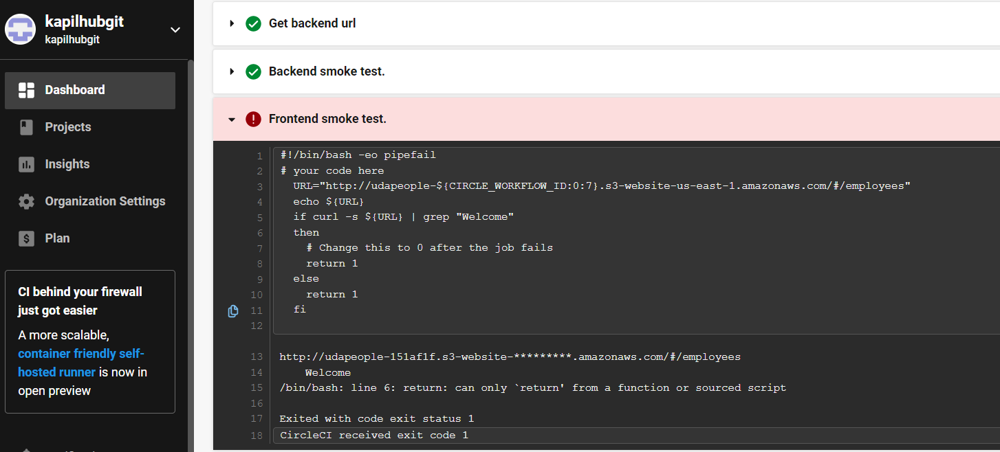 kapilhubgit
kapilhubgit
Dashboard
Projects
Insights
Organization Settings
Plan
CI behind your firewall
just got easier
A more scalable,
container friendly self-
hosted runner is now in
open preview
Get backend url
Backend smoke test.
Frontend smoke test.
1 #!/bin/bash -eo pipefail
2 # your code here
3 URL="http://udapeople-${CIRCLE_WORKFLOW_ID:0:7}.s3-website-us-east-1.amazonaws.com/#/employees"
4 echo ${URL}
5 if curl -s ${URL} | grep "Welcome"
6 then
7 # Change this to 0 after the job fails
8 return 1
9 else
10 return 1
11 fi
12
13 http://udapeople-151af1f.s3-website-*********.amazonaws.com/#/employees
14 Welcome
15 /bin/bash: line 6: return: can only `return' from a function or sourced script
16
17 Exited with code exit status 1
18 CircleCI received exit code 1